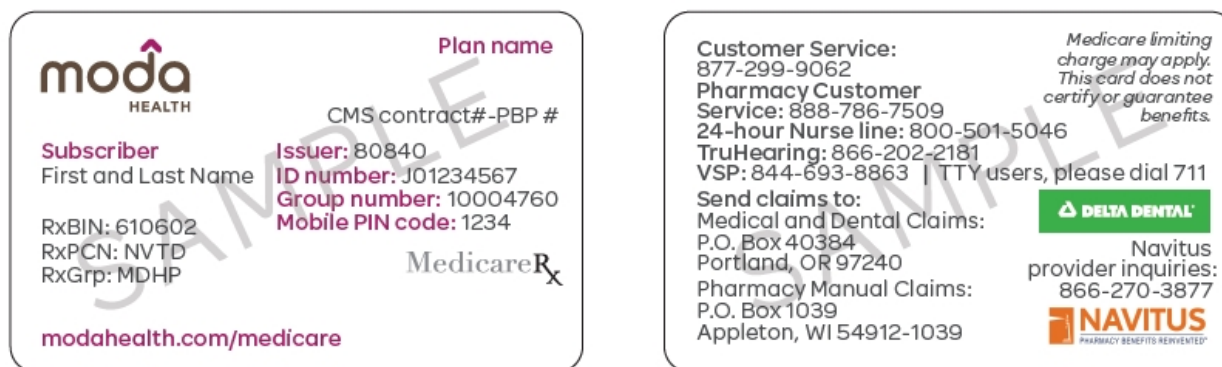 moda
HEALTH
Plan name
CMS contract#-PBP #
Subscriber
First and Last Name
Issuer: 80840
ID number: J01234567
Group number: 10004760
Mobile PIN code: 1234
RxBIN: 610602
RxPCN: NVTD
RxGrp: MDHP
MedicareRx
modahealth.com/medicare
SAMPLE
Customer Service:
877-299-9062
Pharmacy Customer
Service: 888-786-7509
24-hour Nurse line: 800-501-5046
TruHearing: 866-202-2181
VSP: 844-693-8863 | TTY users, please dial 711
Medicare limiting
charge may apply.
This card does not
certify or guarantee
benefits.
Send claims to:
Medical and Dental Claims:
P.O. Box 40384
Portland, OR 97240
Pharmacy Manual Claims:
P.O. Box 1039
Appleton, WI 54912-1039
DELTA DENTAL®
Navitus
provider inquiries:
866-270-3877
NAVITUS
PHARMACY BENEFITS REINVENTED™
SAMPLE